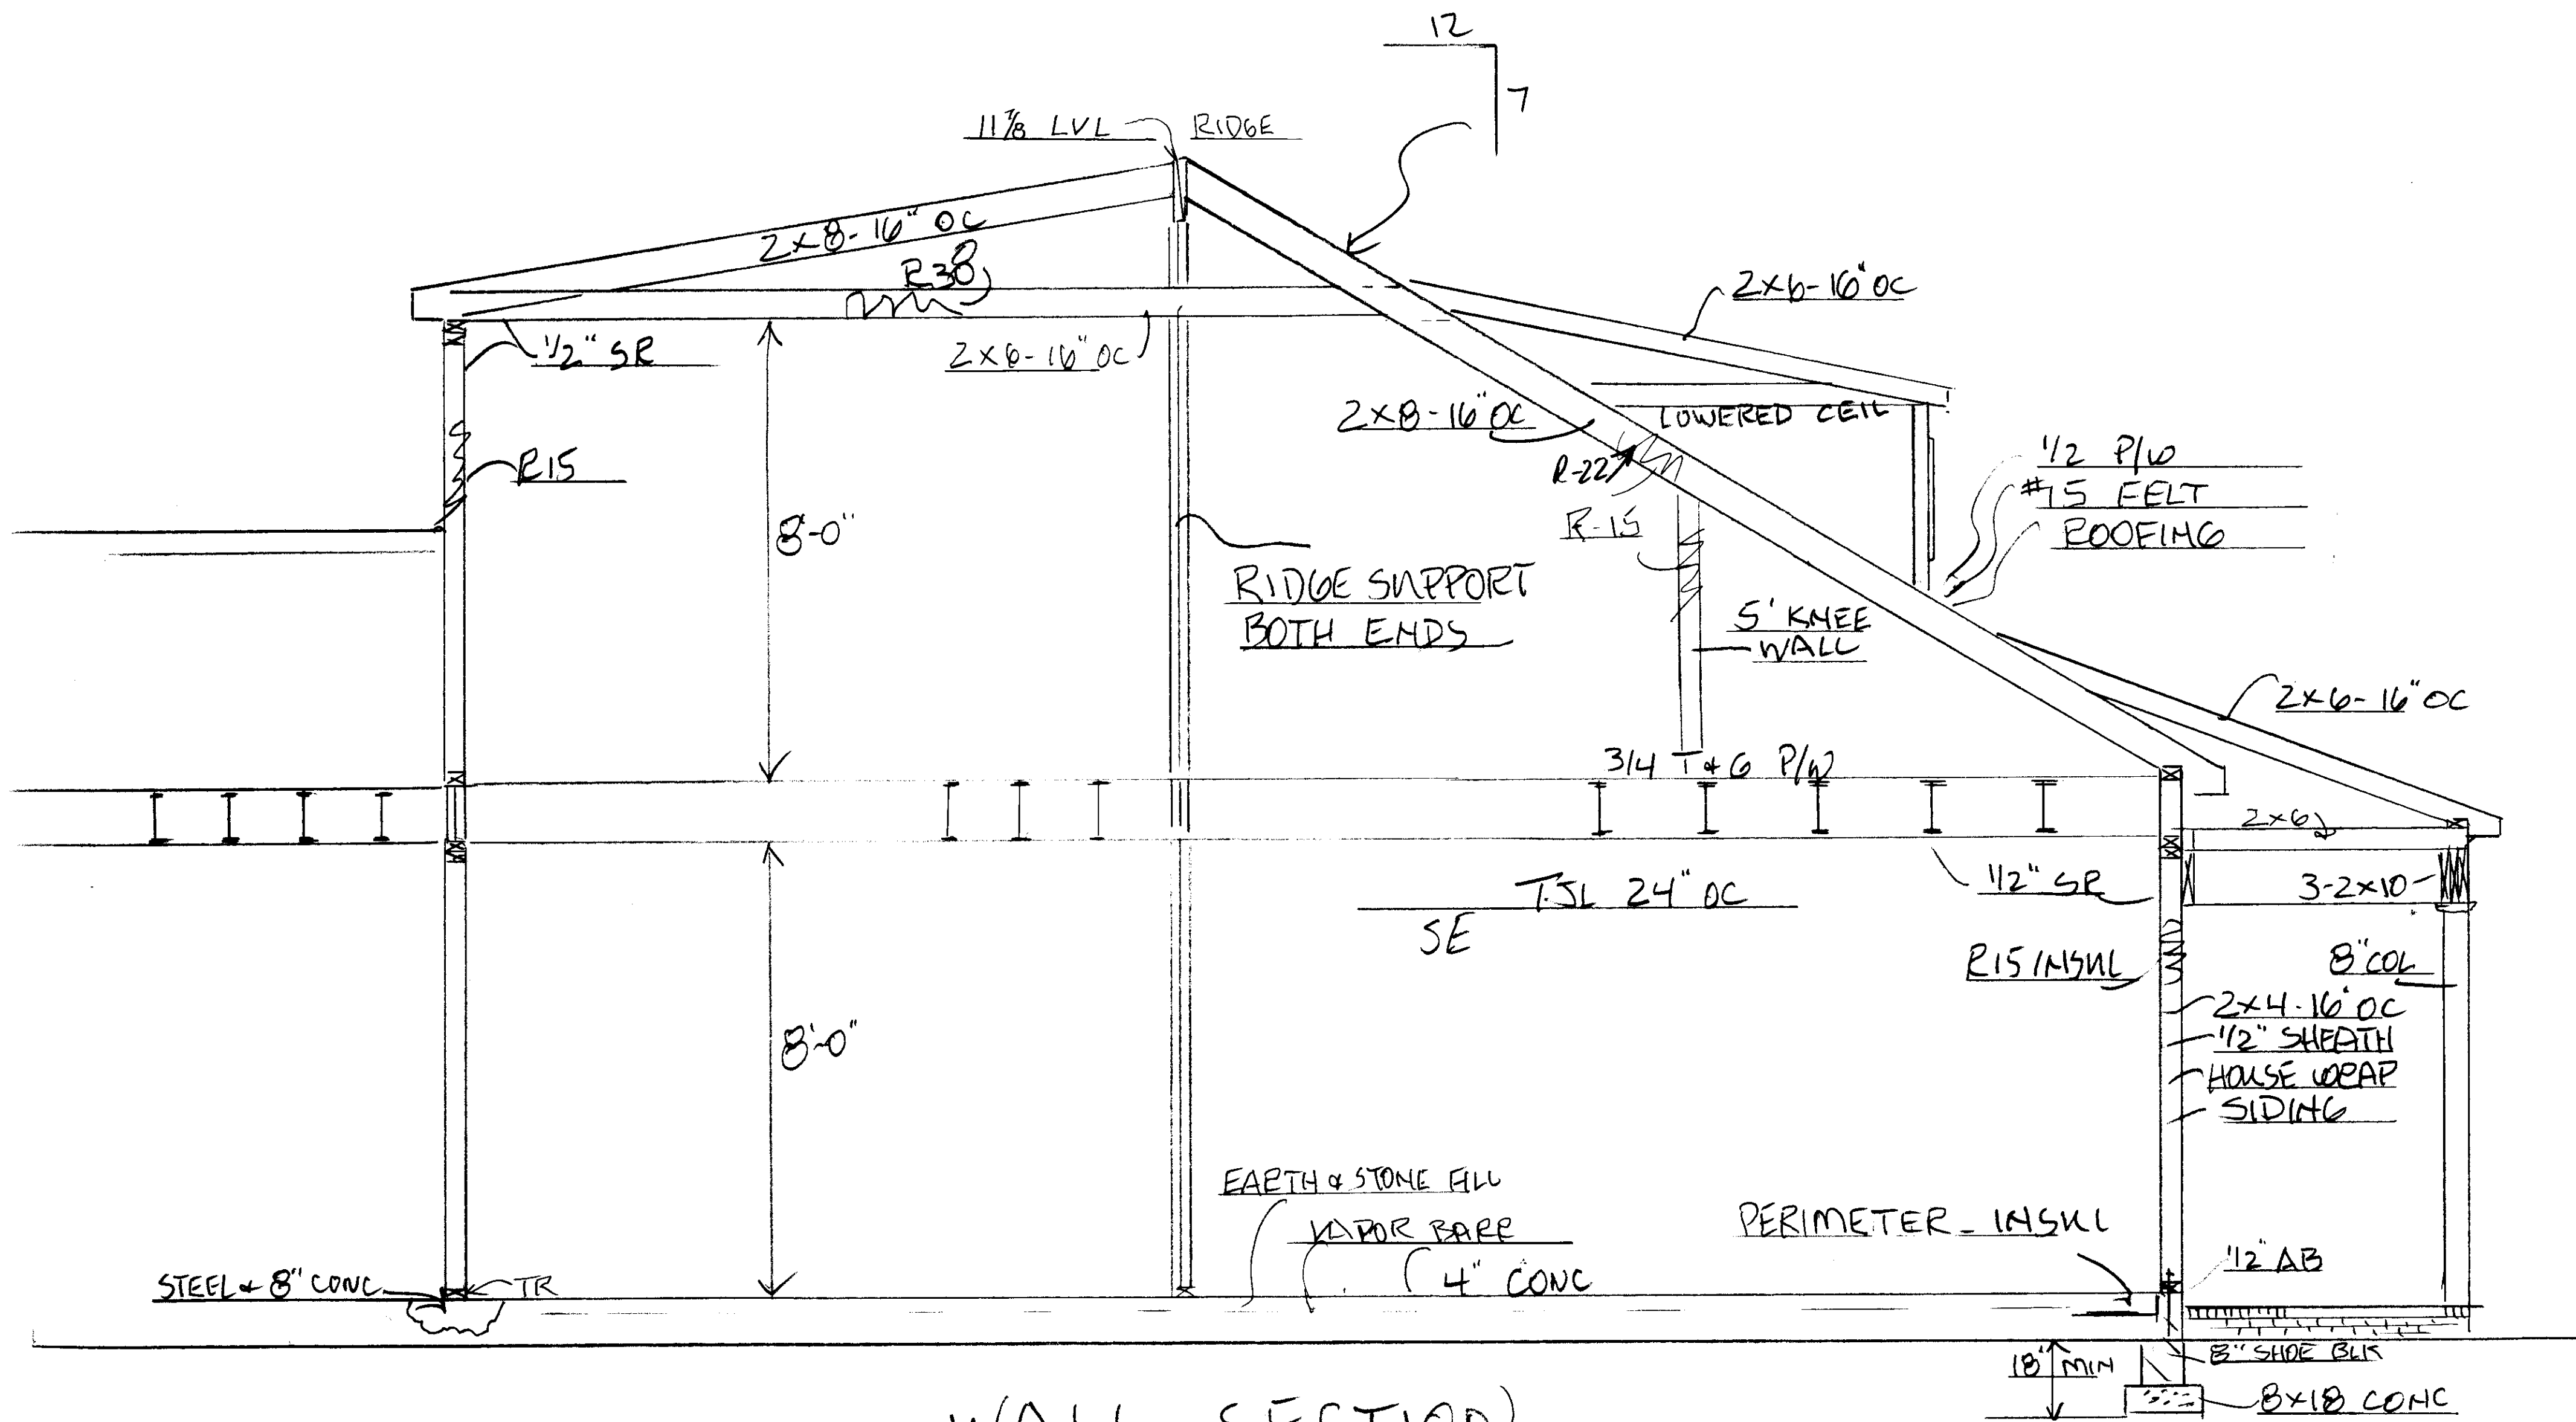 12
7
11 7/8 LVL
RIDGE
2x8-16" OC
R38
2x6-16" OC
1/2" SR
2x6-16" OC
2x8-16" OC
LOWERED CEIL
R-22
R15
1/2 P/W
#15 FELT
ROOFING
R-15
8'-0"
RIDGE SUPPORT
BOTH ENDS
5' KNEE
WALL
2x6-16" OC
3/4 T&G P/W
2x6
TJL 24" OC
SE
1/2" SR
3-2x10
R15 INSUL
8" COL
2x4-16" OC
1/2" SHEATH
HOUSE WRAP
SIDING
8'-0"
EARTH & STONE FILL
VAPOR BARR
4" CONC
PERIMETER-INSUL
1/2" AB
STEEL & 8" CONC
TR
18" MIN
8" SHOE BLK
8x18 CONC
WALL SECTION